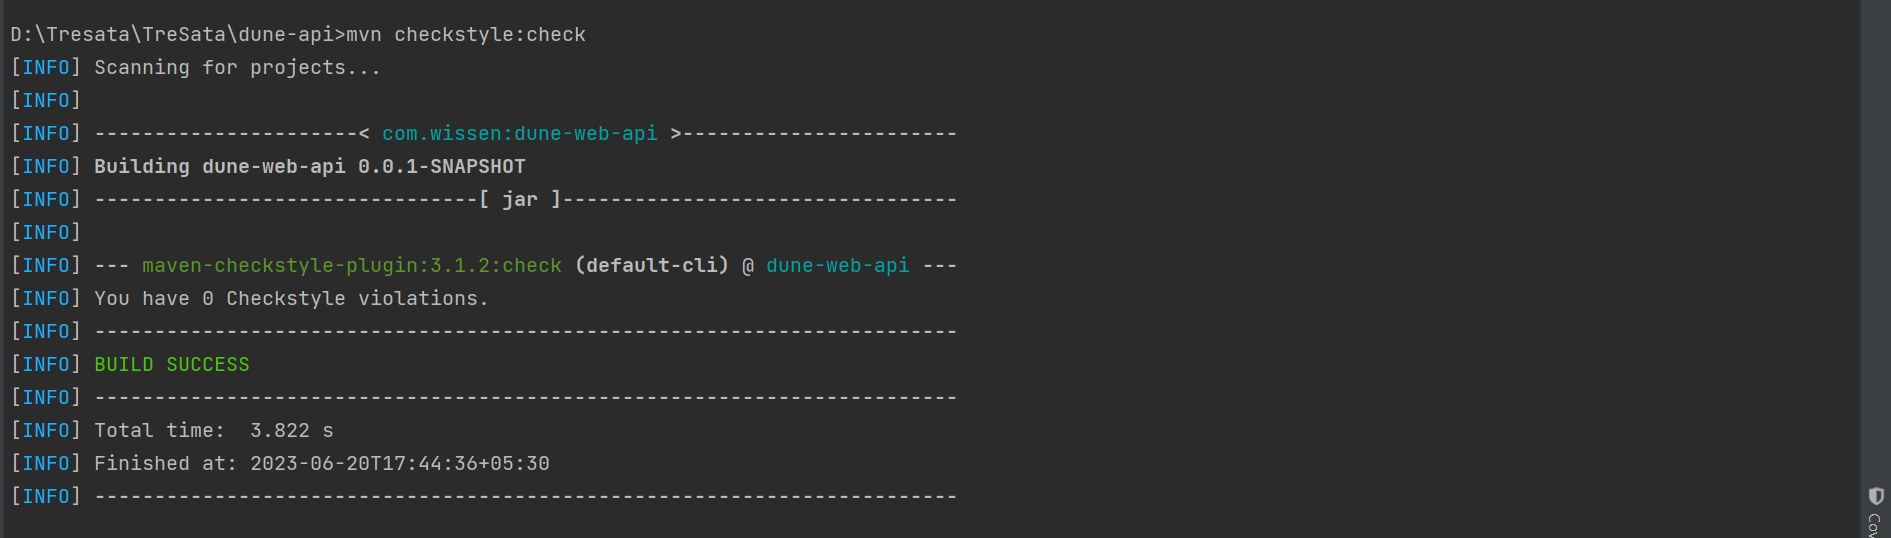 D:\Tresata\TreSata\dune-api>mvn checkstyle:check
[INFO] Scanning for projects...
[INFO]
[INFO] ----------------------< com.wissen:dune-web-api >-----------------------
[INFO] Building dune-web-api 0.0.1-SNAPSHOT
[INFO] --------------------------------[ jar ]---------------------------------
[INFO]
[INFO] --- maven-checkstyle-plugin:3.1.2:check (default-cli) @ dune-web-api ---
[INFO] You have 0 Checkstyle violations.
[INFO] ------------------------------------------------------------------------
[INFO] BUILD SUCCESS
[INFO] ------------------------------------------------------------------------
[INFO] Total time:  3.822 s
[INFO] Finished at: 2023-06-20T17:44:36+05:30
[INFO] ------------------------------------------------------------------------